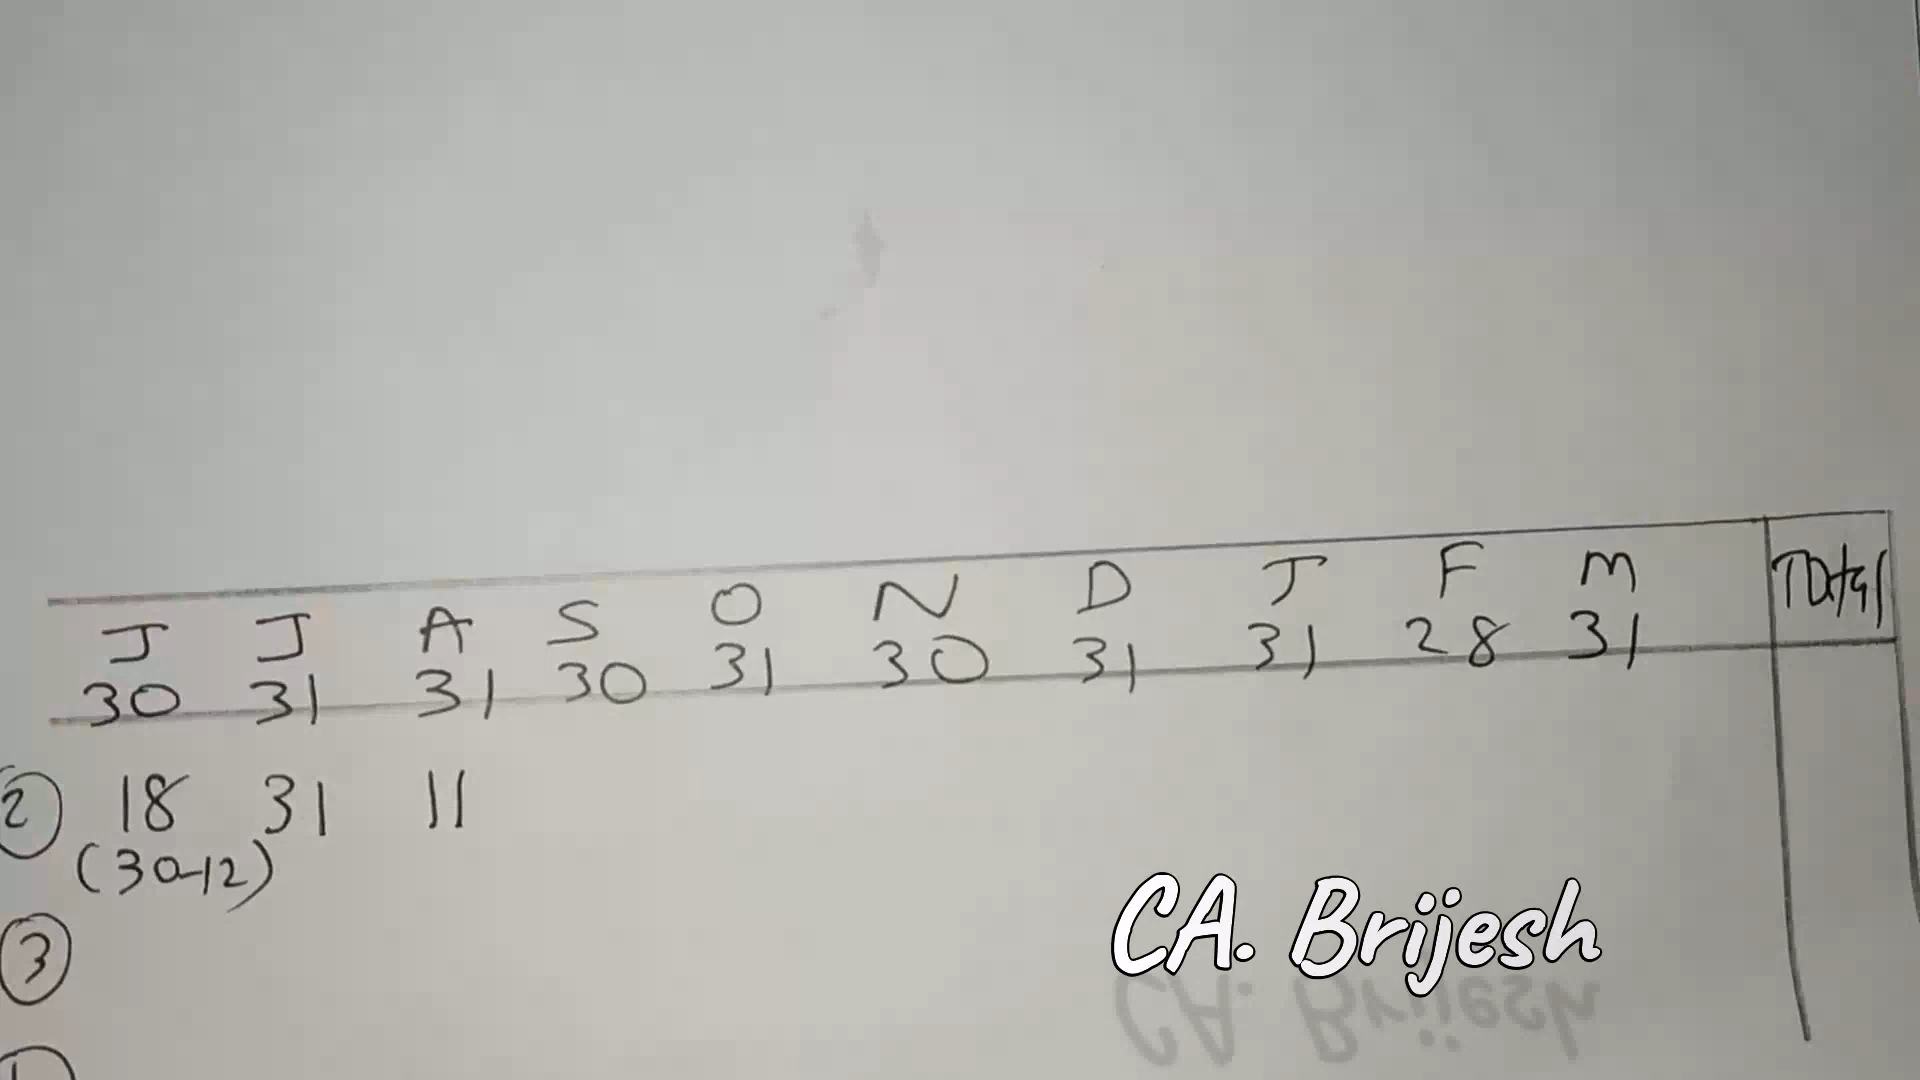 J J A S O N D J F M Total
30 31 31 30 31 30 31 31 28 31
② 18 31 11
(30-12)
③
CA. Brijesh